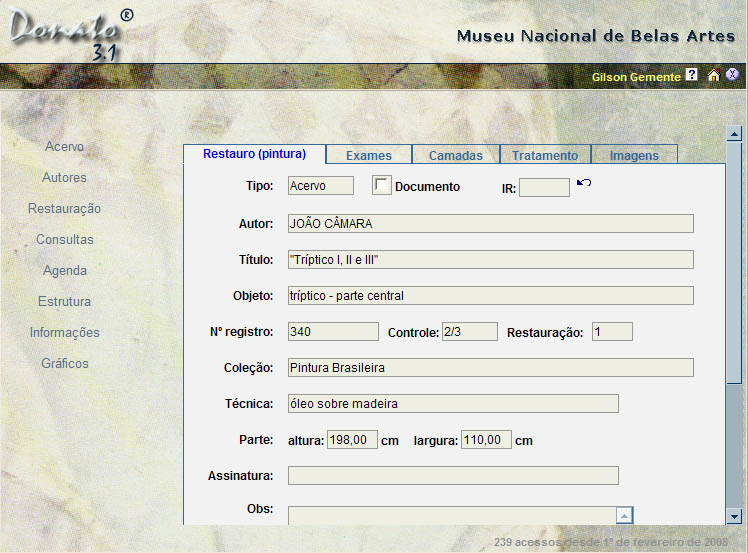 Donato®
3.1
Museu Nacional de Belas Artes
Gilson Gemente ? X
Acervo
Autores
Restauração
Consultas
Agenda
Estrutura
Informações
Gráficos
Restauro (pintura) Exames Camadas Tratamento Imagens
Tipo: Acervo Documento IR:
Autor: JOÃO CÂMARA
Título: "Tríptico I, II e III"
Objeto: tríptico - parte central
Nº registro: 340 Controle: 2/3 Restauração: 1
Coleção: Pintura Brasileira
Técnica: óleo sobre madeira
Parte: altura: 198,00 cm largura: 110,00 cm
Assinatura:
Obs:
239 acessos desde 1º de fevereiro de 2008